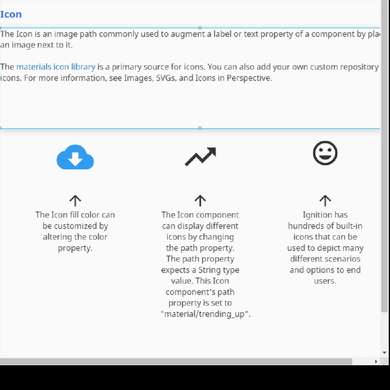 Icon
The Icon is an image path commonly used to augment a label or text property of a component by
an image next to it.
The materials icon library is a primary source for icons. You can also add your own custom repository
icons. For more information, see Images, SVGs, and Icons in Perspective.
The Icon fill color can
be customized by
altering the color
property.
The Icon component
can display different
icons by changing
the path property.
The path property
expects a String type
value. This Icon
component's path
property is set to
"material/trending_up".
Ignition has
hundreds of built-in
icons that can be
used to depict many
different scenarios
and options to end
users.